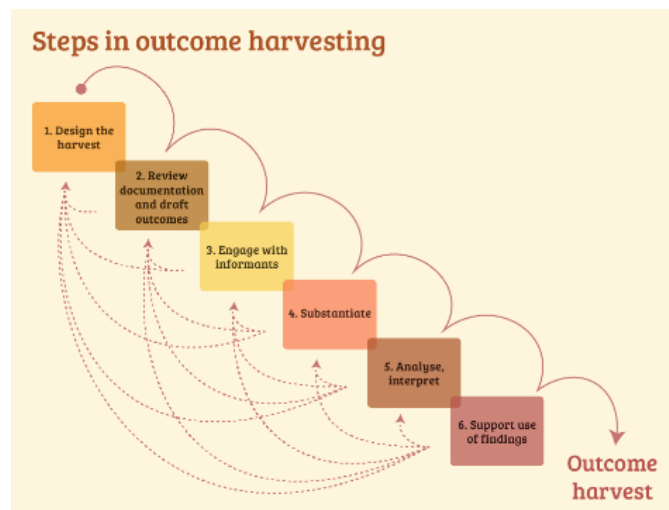 Steps in outcome harvesting
1. Design the
harvest
2. Review
documentation
and draft
outcomes
3. Engage with
informants
4. Substantiate
5. Analyse,
interpret
6. Support use
of findings
Outcome
harvest